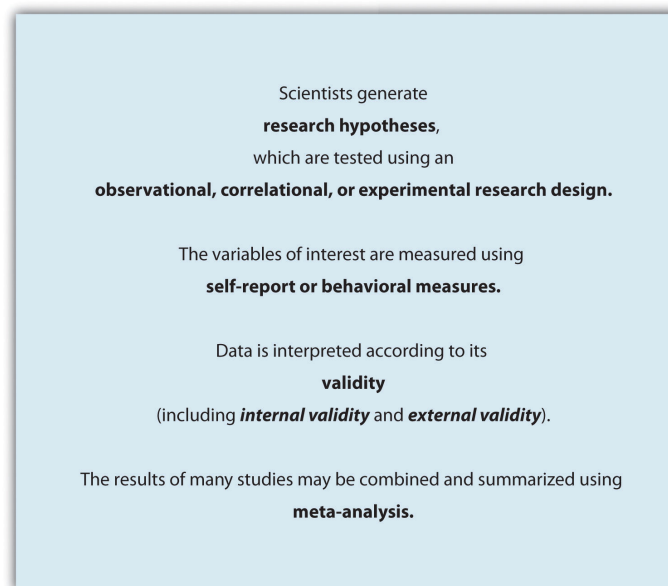 Scientists generate
research hypotheses,
which are tested using an
observational, correlational, or experimental research design.
The variables of interest are measured using
self-report or behavioral measures.
Data is interpreted according to its
validity
(including internal validity and external validity).
The results of many studies may be combined and summarized using
meta-analysis.